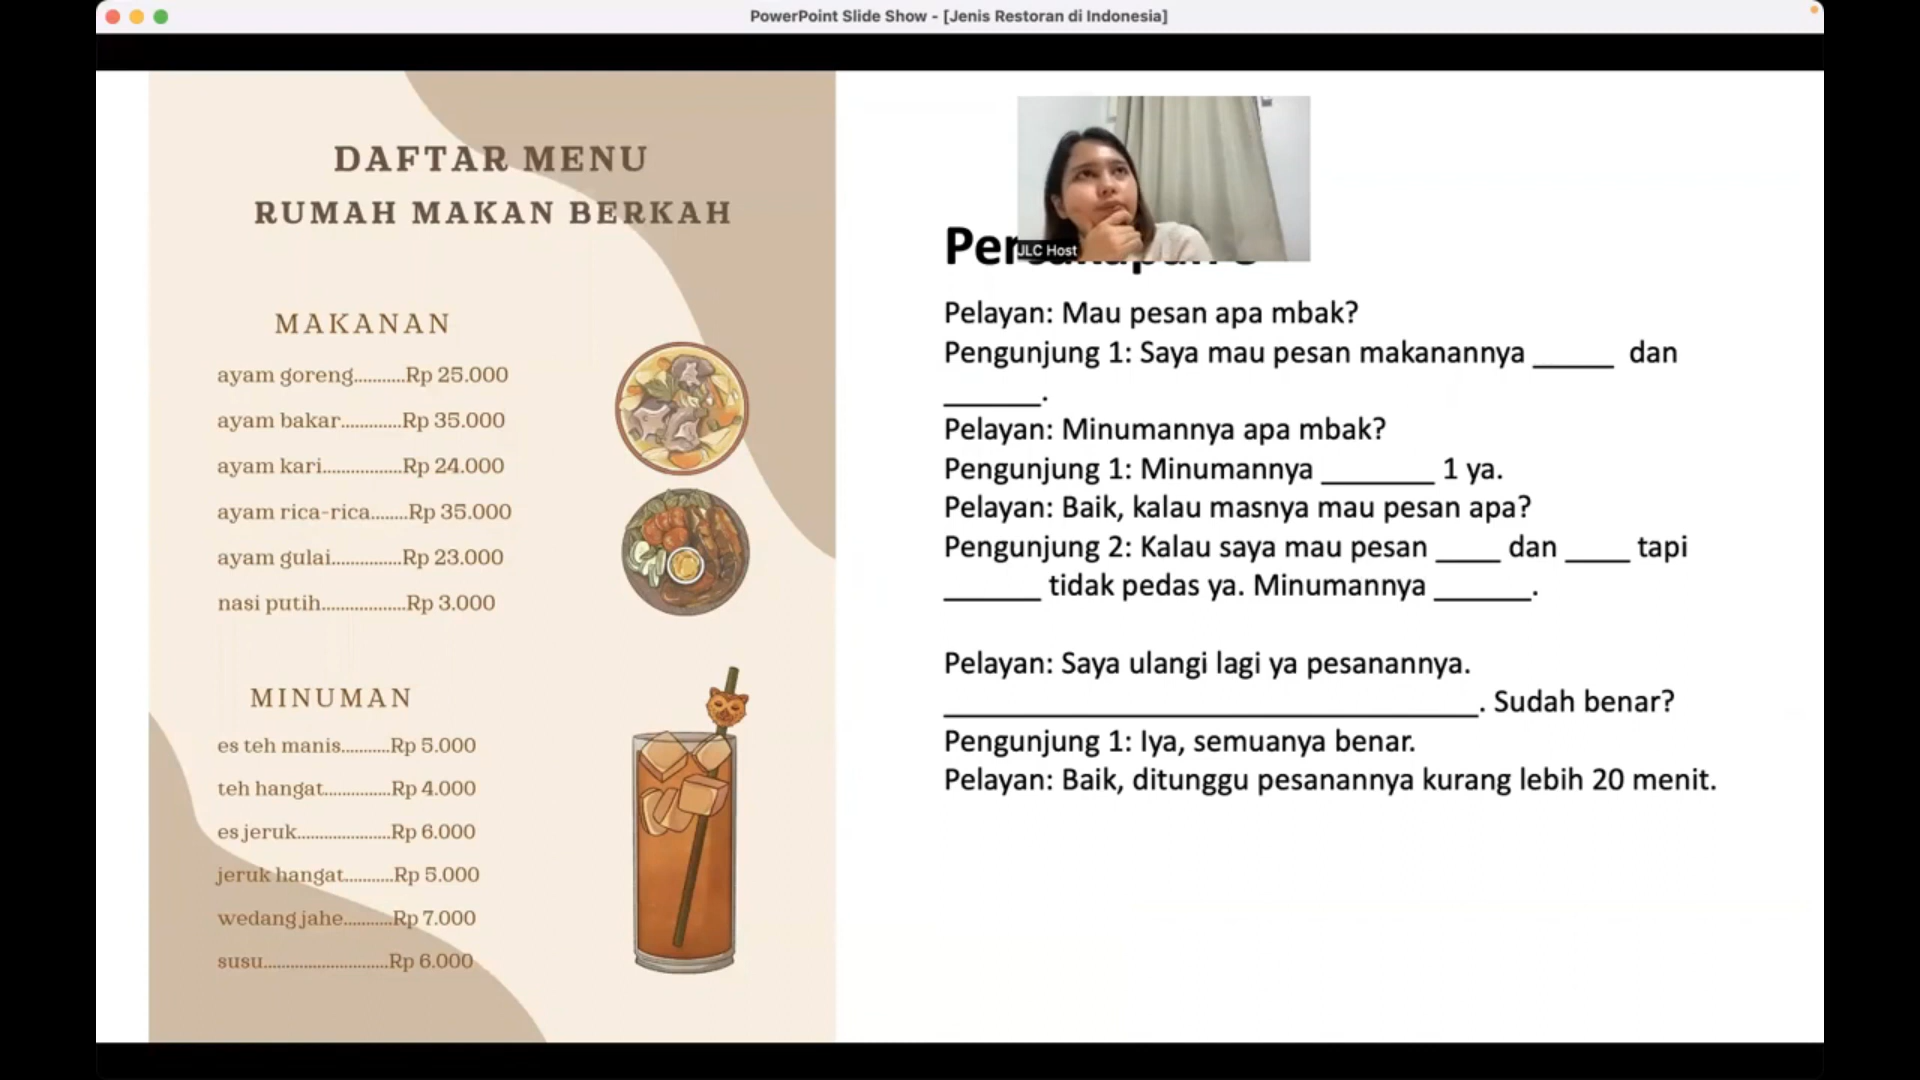 PowerPoint Slide Show - [Jenis Restoran di Indonesia]
DAFTAR MENU
RUMAH MAKAN BERKAH
MAKANAN
ayam goreng...........Rp 25.000
ayam bakar.............Rp 35.000
ayam kari.................Rp 24.000
ayam rica-rica........Rp 35.000
ayam gulai...............Rp 23.000
nasi putih..................Rp 3.000
MINUMAN
es teh manis...........Rp 5.000
teh hangat...............Rp 4.000
es jeruk......................Rp 6.000
jeruk hangat...........Rp 5.000
wedang jahe...........Rp 7.000
susu.............................Rp 6.000
JLC Host
Pelayan: Mau pesan apa mbak?
Pengunjung 1: Saya mau pesan makanannya _____ dan
______.
Pelayan: Minumannya apa mbak?
Pengunjung 1: Minumannya _______ 1 ya.
Pelayan: Baik, kalau masnya mau pesan apa?
Pengunjung 2: Kalau saya mau pesan ____ dan ____ tapi
______ tidak pedas ya. Minumannya ______.
Pelayan: Saya ulangi lagi ya pesanannya.
_________________________________. Sudah benar?
Pengunjung 1: Iya, semuanya benar.
Pelayan: Baik, ditunggu pesanannya kurang lebih 20 menit.